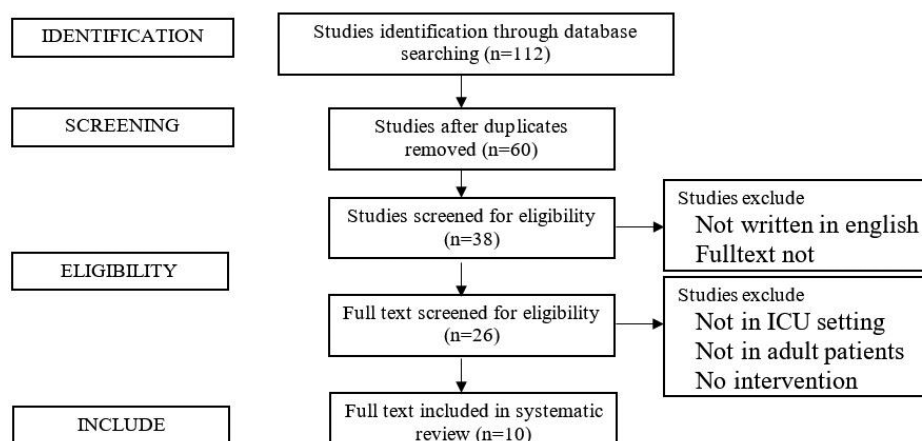 IDENTIFICATION
Studies identification through database
searching (n=112)
SCREENING
Studies after duplicates
removed (n=60)
Studies screened for eligibility
(n=38)
Studies exclude
Not written in english
Fulltext not
ELIGIBILITY
Full text screened for eligibility
(n=26)
Studies exclude
Not in ICU setting
Not in adult patients
No intervention
INCLUDE
Full text included in systematic
review (n=10)